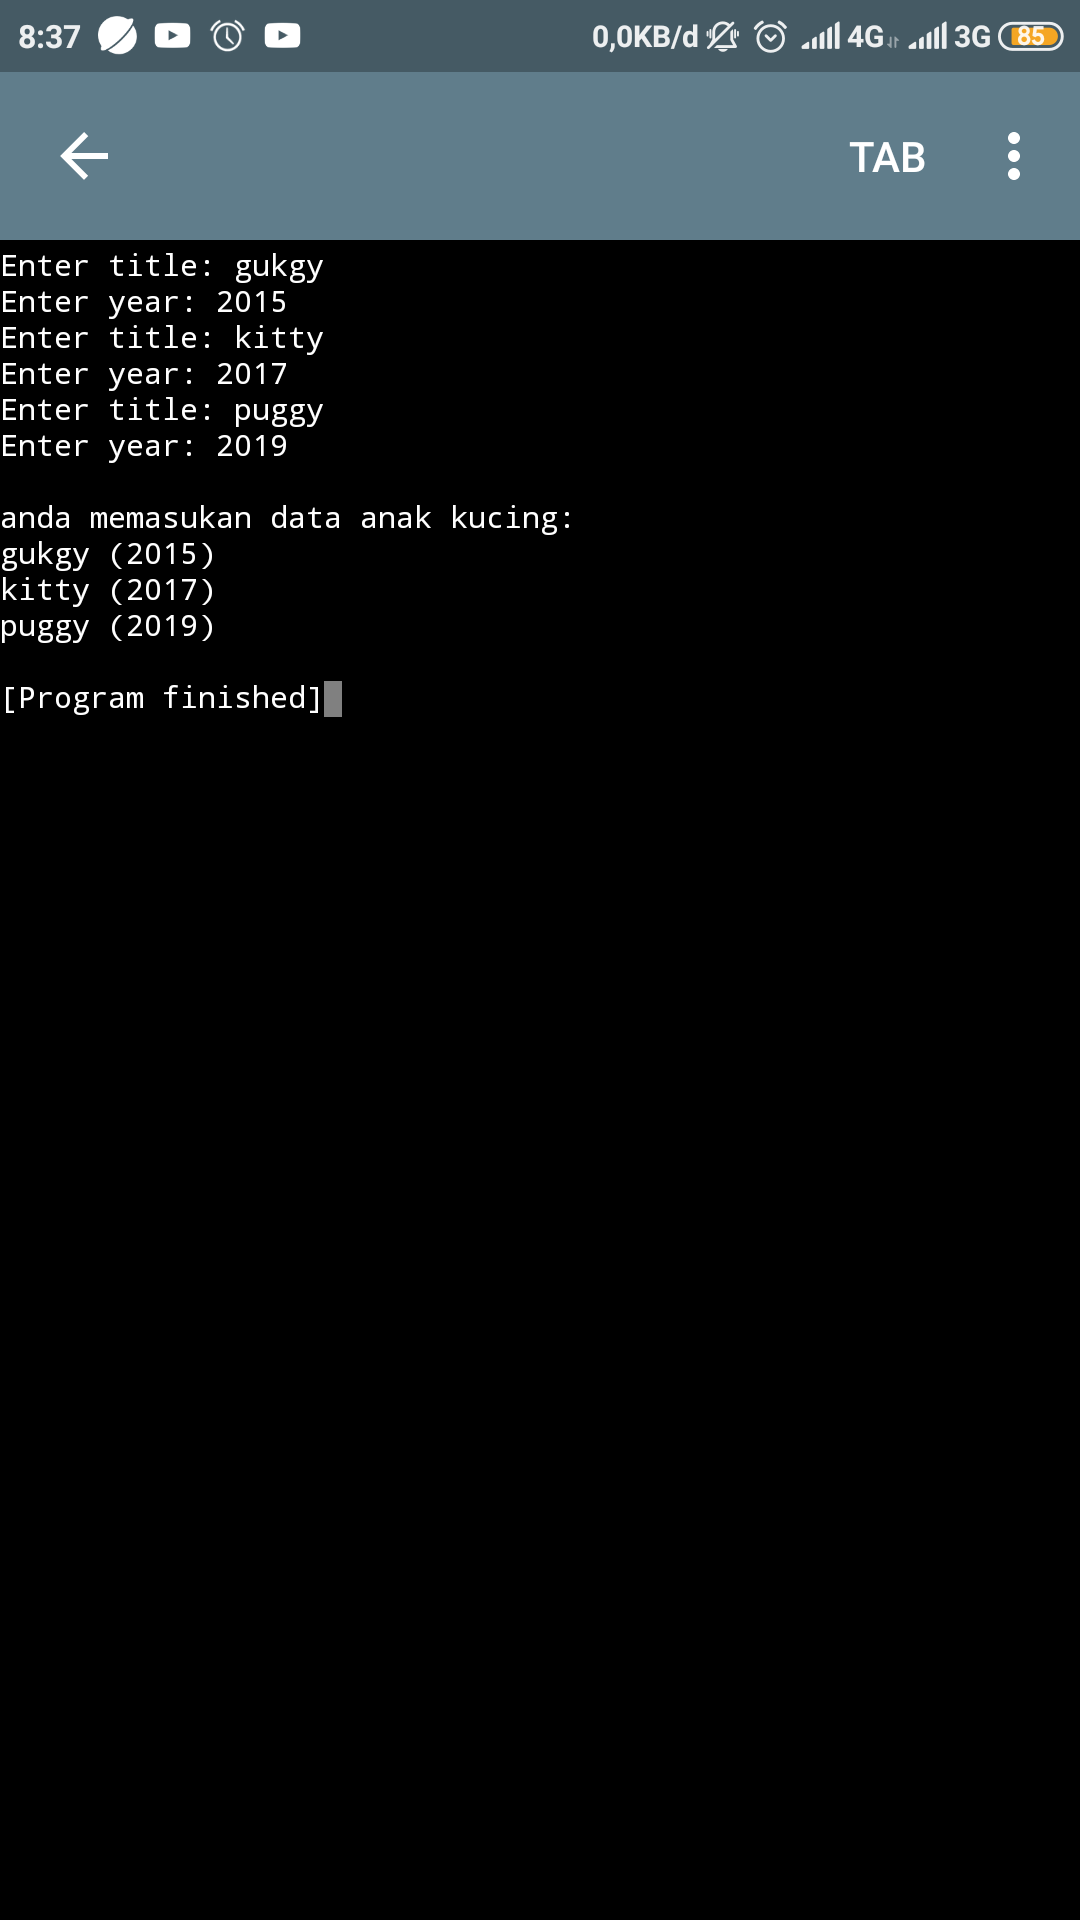 8:37 0,0KB/d 4G 3G 85
TAB
Enter title: gukgy
Enter year: 2015
Enter title: kitty
Enter year: 2017
Enter title: puggy
Enter year: 2019
anda memasukan data anak kucing:
gukgy (2015)
kitty (2017)
puggy (2019)
[Program finished]